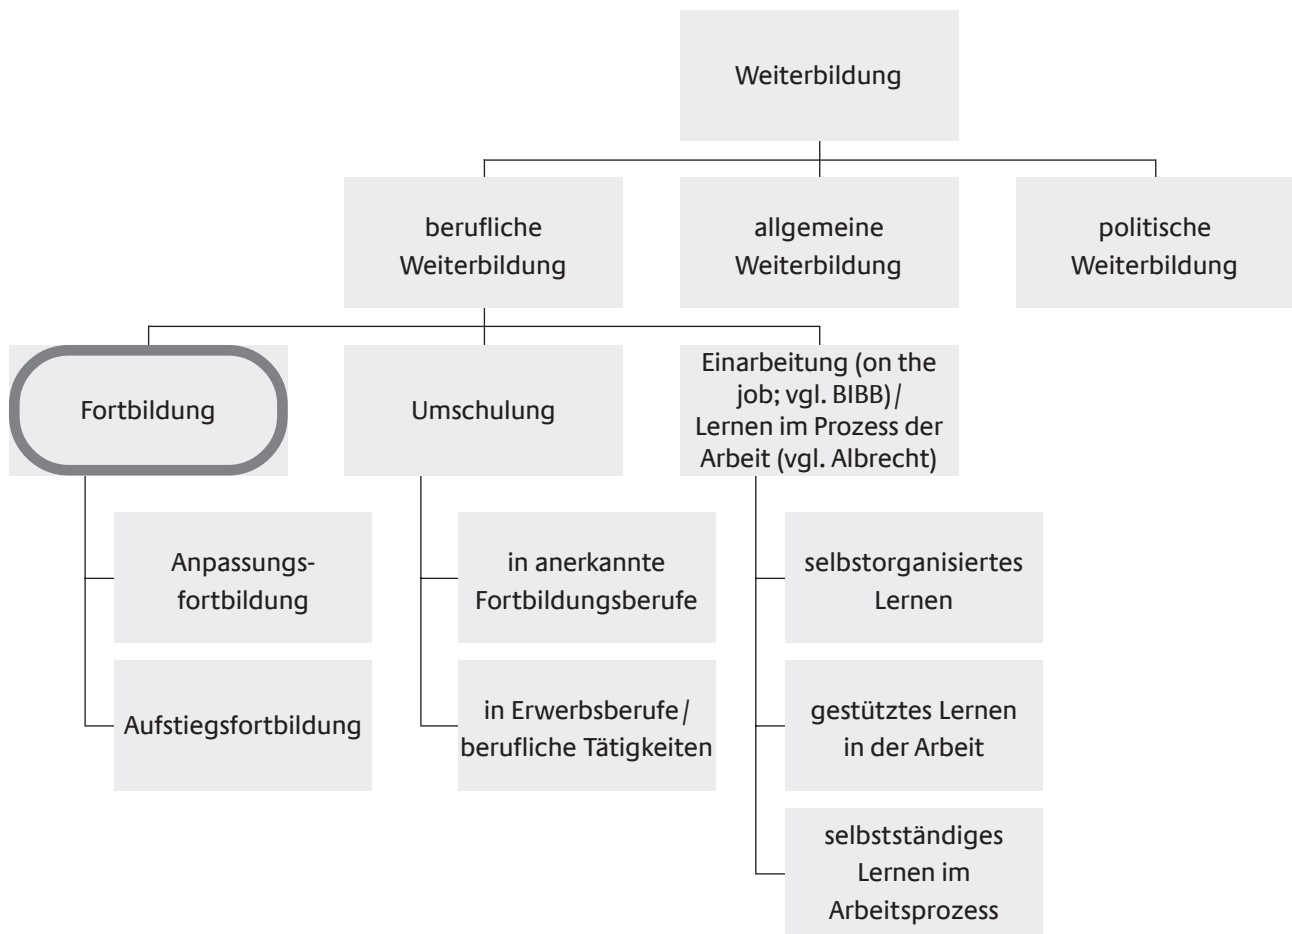 Weiterbildung
berufliche
Weiterbildung
allgemeine
Weiterbildung
politische
Weiterbildung
Fortbildung
Umschulung
Einarbeitung (on the
job; vgl. BIBB) /
Lernen im Prozess der
Arbeit (vgl. Albrecht)
Anpassungs-
fortbildung
Aufstiegsfortbildung
in anerkannte
Fortbildungsberufe
in Erwerbsberufe /
berufliche Tätigkeiten
selbstorganisiertes
Lernen
gestütztes Lernen
in der Arbeit
selbstständiges
Lernen im
Arbeitsprozess